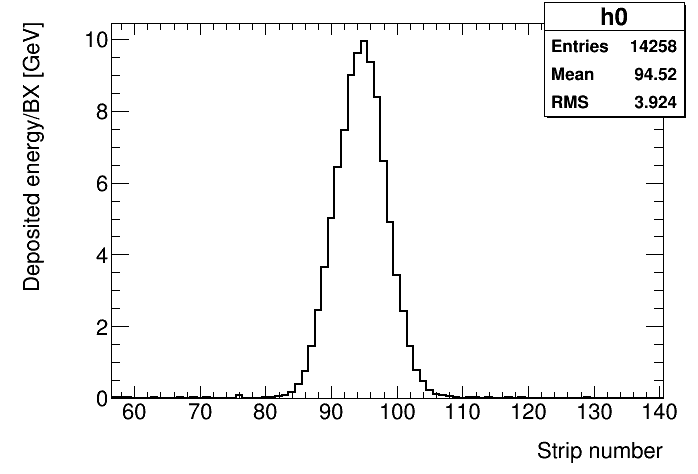 h0
Entries 14258
Mean 94.52
RMS 3.924
Deposited energy/BX [GeV]
10
8
6
4
2
0
60 70 80 90 100 110 120 130 140
Strip number